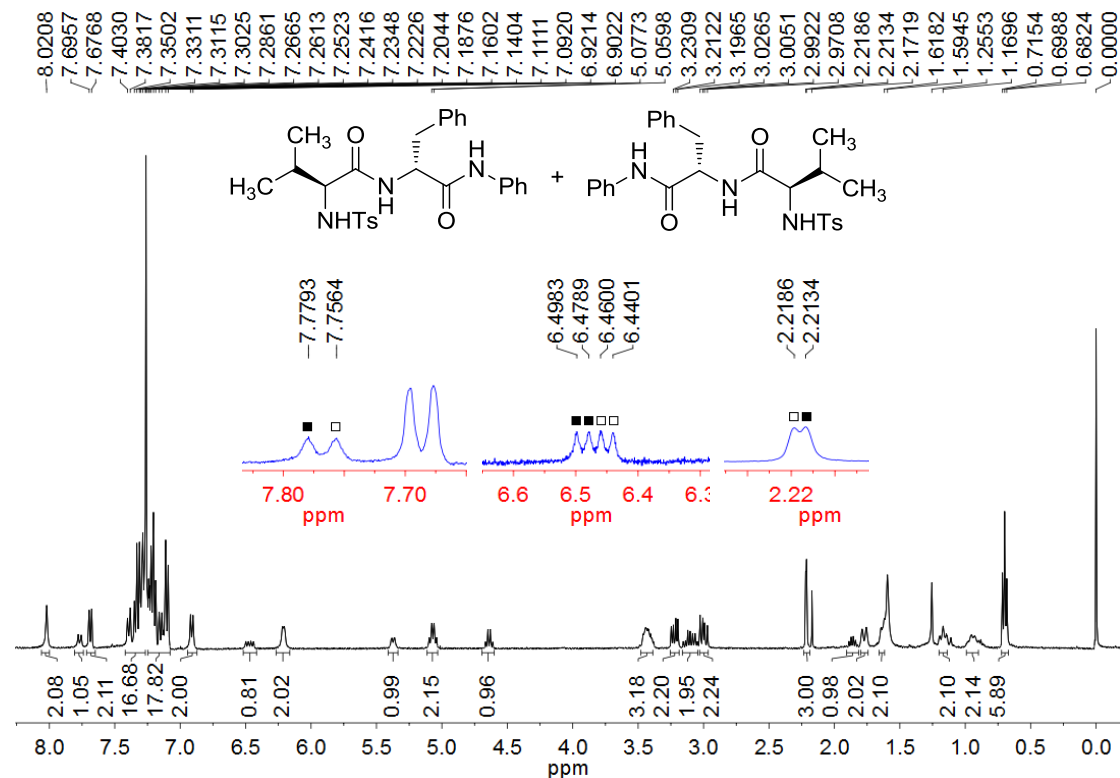 8.0208 7.6957 7.6768 7.4030 7.3817 7.3502 7.3311 7.3115 7.3025 7.2861 7.2665 7.2613 7.2523 7.2416 7.2348 7.2226 7.2044 7.1876 7.1602 7.1404 7.1111 7.0920 6.9214 6.9022 5.0773 5.0598 3.2309 3.2122 3.1965 3.0265 3.0051 2.9922 2.9708 2.2186 2.2134 2.1719 1.6182 1.5945 1.2553 1.1696 0.7154 0.6988 0.6824 0.0000
Ph Ph
CH3 O H N H N O CH3
H3C N H O Ph + Ph O N H CH3
NHTs NHTs
7.7793 7.7564 6.4983 6.4789 6.4600 6.4401 2.2186 2.2134
7.80 7.70 6.6 6.5 6.4 6.3 2.22
ppm ppm ppm
2.08 1.05 2.11 16.68 17.82 2.00 0.81 2.02 0.99 2.15 0.96 3.18 2.20 1.95 2.24 3.00 0.98 2.02 2.10 2.10 2.14 5.89
8.0 7.5 7.0 6.5 6.0 5.5 5.0 4.5 4.0 3.5 3.0 2.5 2.0 1.5 1.0 0.5 0.0
ppm